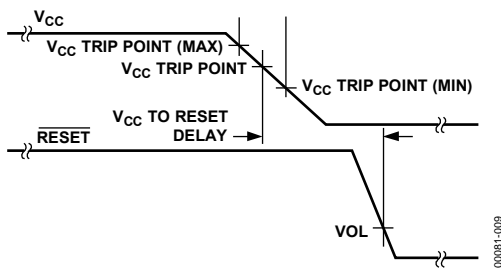 VCC
VCC TRIP POINT (MAX)
VCC TRIP POINT
VCC TRIP POINT (MIN)
VCC TO RESET
DELAY
RESET
VOL
00081-009